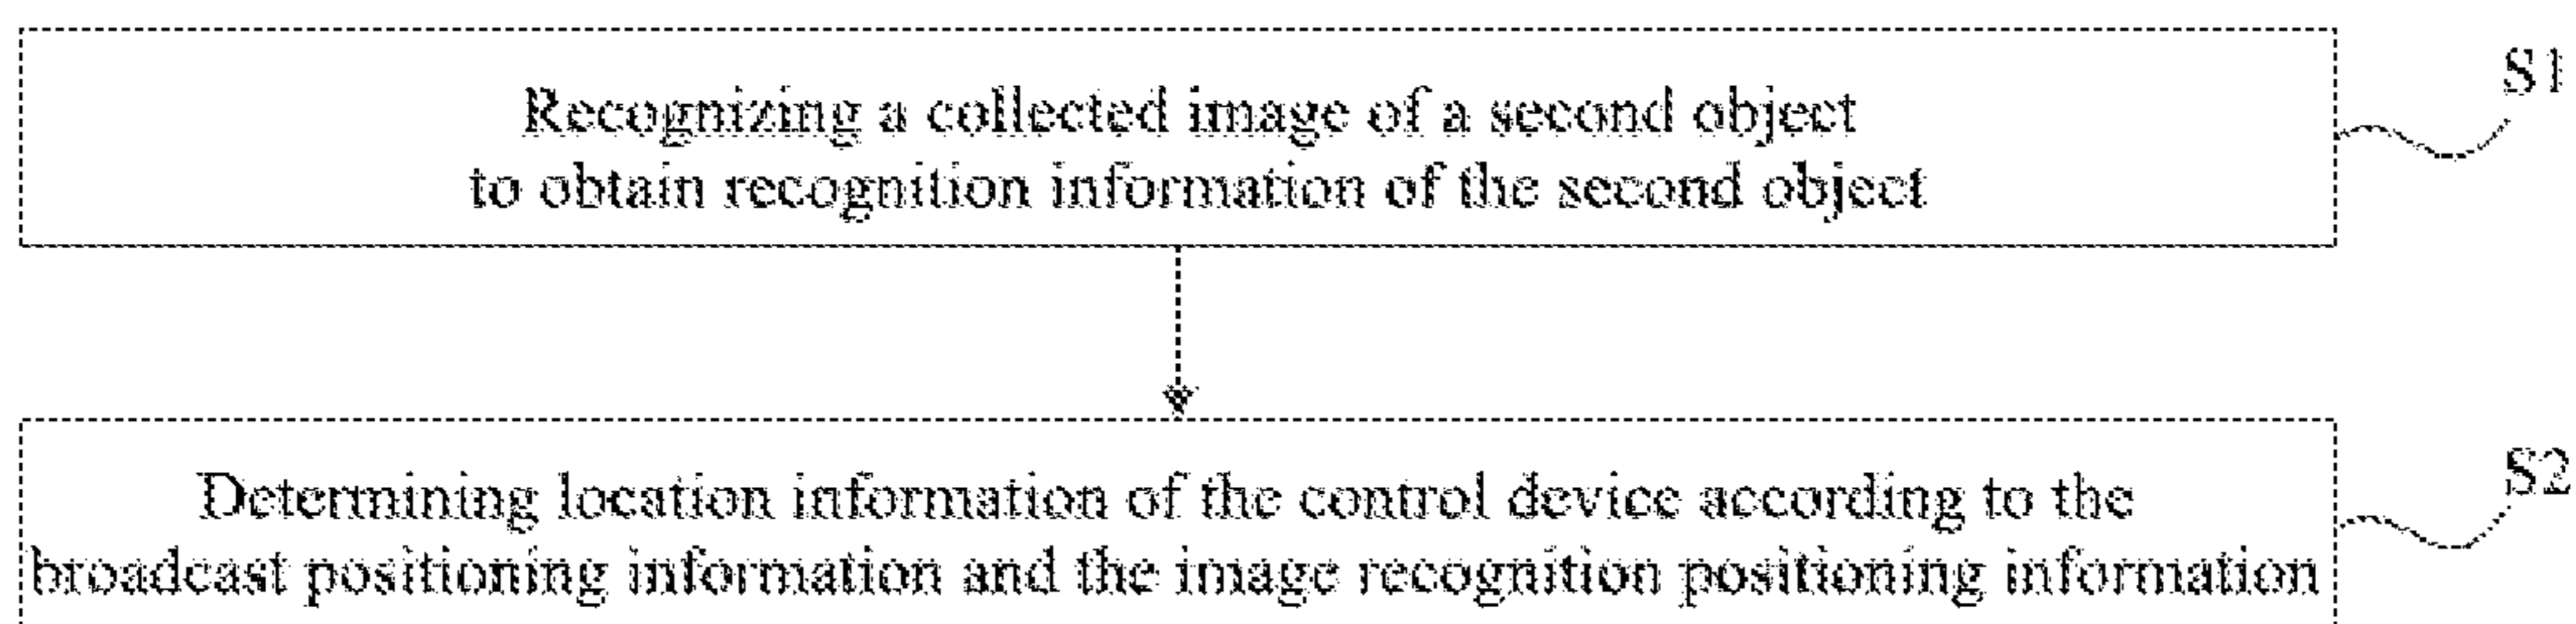 Recognizing a collected image of a second object
to obtain recognition information of the second object
S1
Determining location information of the control device according to the
broadcast positioning information and the image recognition positioning information
S2